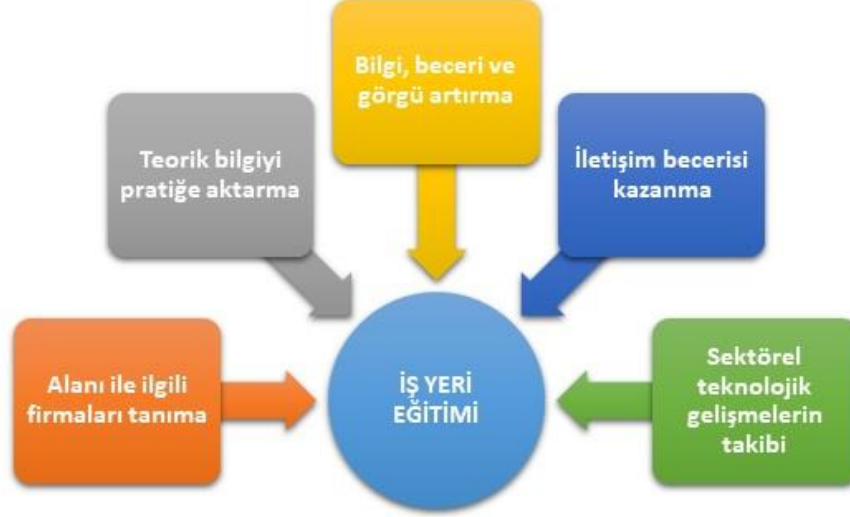 Bilgi, beceri ve
görgü artırma
Teorik bilgiyi
pratiğe aktarma
İletişim becerisi
kazanma
Alanı ile ilgili
firmaları tanıma
İŞ YERİ
EĞİTİMİ
Sektörel
teknolojik
gelişmelerin
takibi